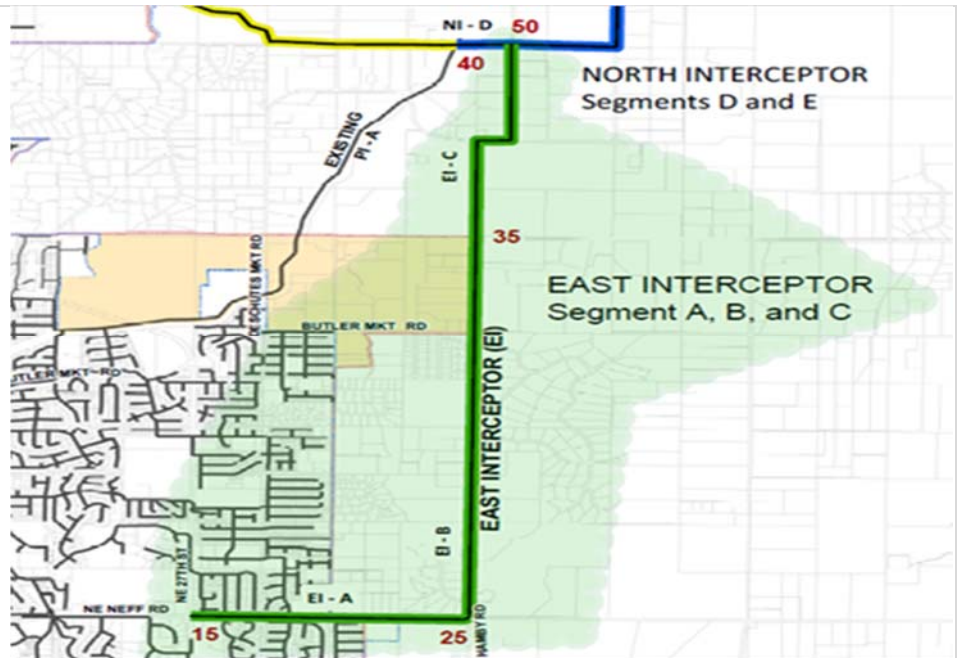 NI - D
50
40
NORTH INTERCEPTOR
Segments D and E
EXISTING
PI - A
EI - C
35
DESCHUTES MKT RD
EAST INTERCEPTOR
Segment A, B, and C
BUTLER MKT RD
UTLER MKT RD
EAST INTERCEPTOR (EI)
EI - B
NE 27TH ST
EI - A
NE NEFF RD
15
25
HAMBY RD